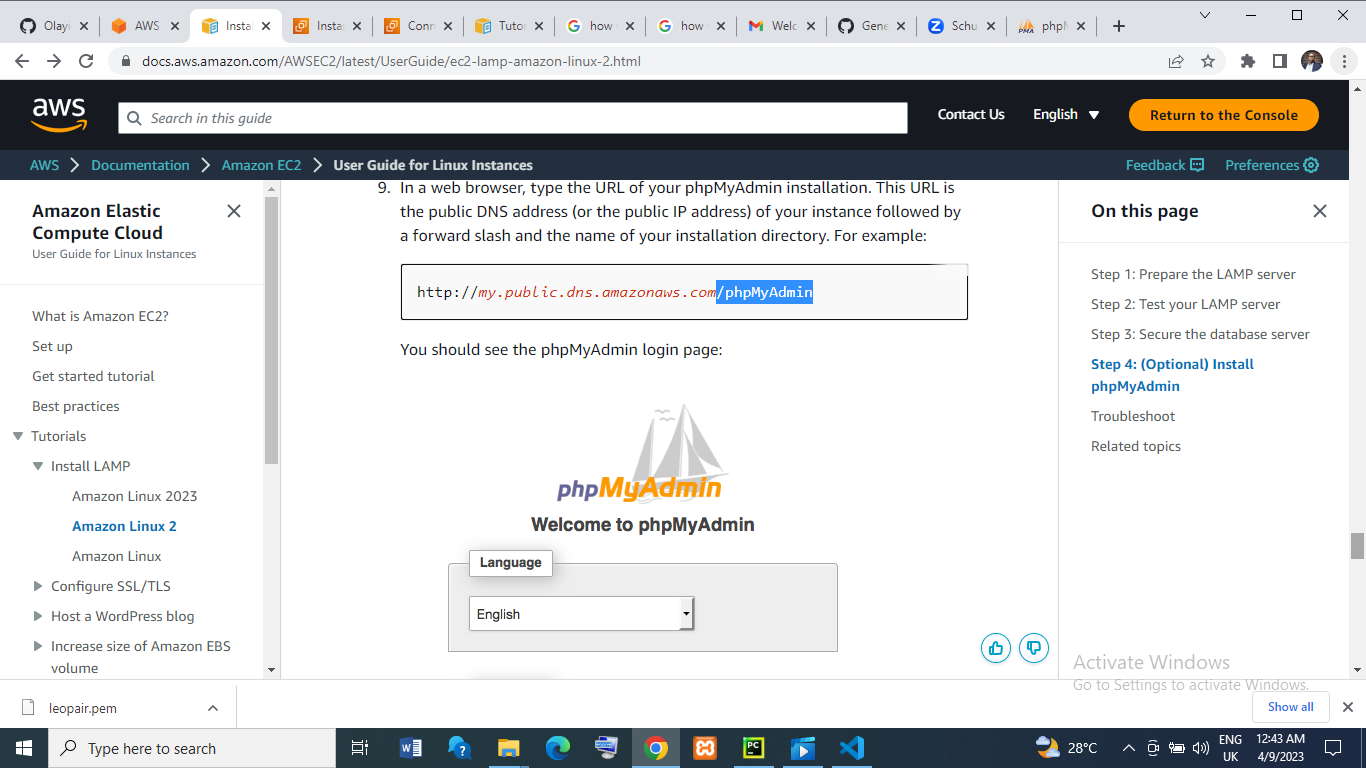 Olayi
AWS
Instal
Instan
Conn
Tutor
how
how
Welc
Gene
Schu
phpM
docs.aws.amazon.com/AWSEC2/latest/UserGuide/ec2-lamp-amazon-linux-2.html
aws
Search in this guide
Contact Us
English
Return to the Console
AWS
Documentation
Amazon EC2
User Guide for Linux Instances
Feedback
Preferences
Amazon Elastic
Compute Cloud
User Guide for Linux Instances
What is Amazon EC2?
Set up
Get started tutorial
Best practices
Tutorials
Install LAMP
Amazon Linux 2023
Amazon Linux 2
Amazon Linux
Configure SSL/TLS
Host a WordPress blog
Increase size of Amazon EBS
volume
9. In a web browser, type the URL of your phpMyAdmin installation. This URL is
the public DNS address (or the public IP address) of your instance followed by
a forward slash and the name of your installation directory. For example:
http://my.public.dns.amazonaws.com/phpMyAdmin
You should see the phpMyAdmin login page:
phpMyAdmin
Welcome to phpMyAdmin
Language
English
On this page
Step 1: Prepare the LAMP server
Step 2: Test your LAMP server
Step 3: Secure the database server
Step 4: (Optional) Install
phpMyAdmin
Troubleshoot
Related topics
Activate Windows
Go to Settings to activate Windows.
leopair.pem
Show all
Type here to search
28°C
ENG
UK
12:43 AM
4/9/2023